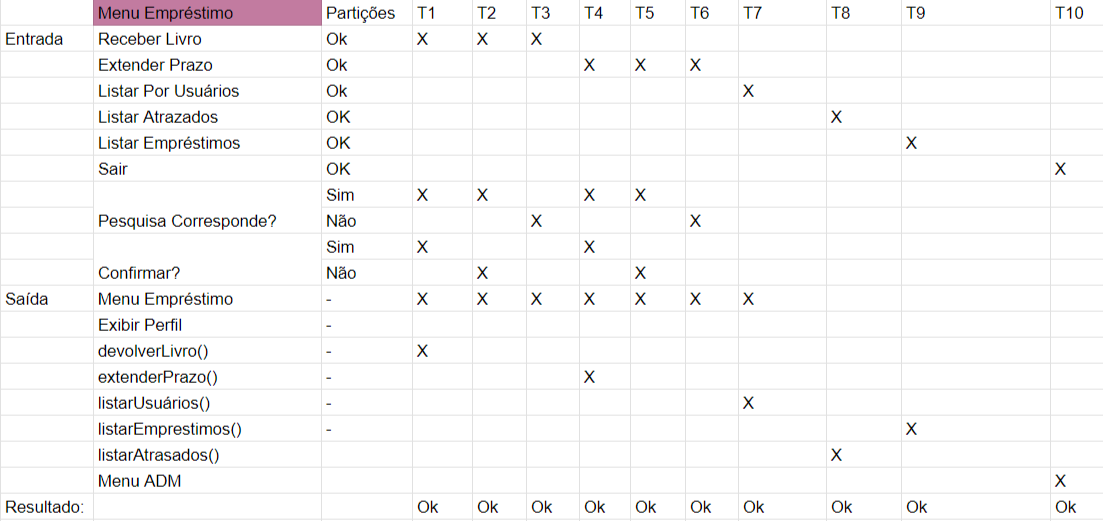 Menu Empréstimo Partições T1 T2 T3 T4 T5 T6 T7 T8 T9 T10
Entrada Receber Livro Ok X X X
Extender Prazo Ok X X X
Listar Por Usuários Ok X
Listar Atrazados OK X
Listar Empréstimos OK X
Sair OK X
Sim X X X X
Pesquisa Corresponde? Não X X
Sim X X
Confirmar? Não X X
Saída Menu Empréstimo - X X X X X X X
Exibir Perfil -
devolverLivro() - X
extenderPrazo() - X
listarUsuários() - X
listarEmprestimos() - X
listarAtrasados() X
Menu ADM X
Resultado: Ok Ok Ok Ok Ok Ok Ok Ok Ok Ok